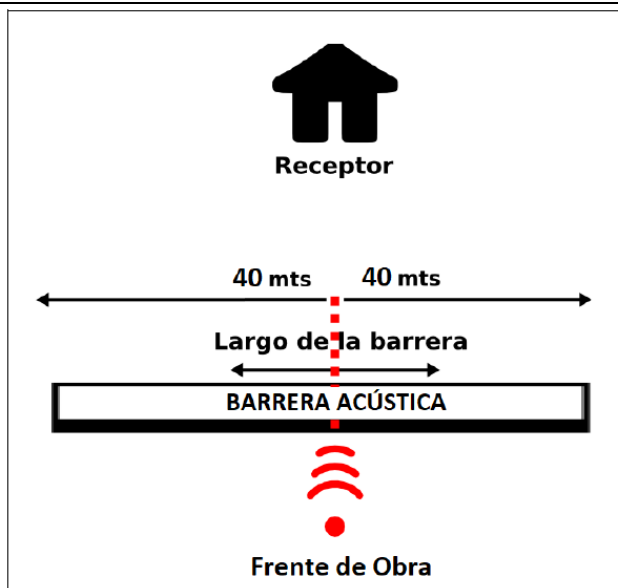 Receptor
40 mts 40 mts
Largo de la barrera
BARRERA ACÚSTICA
Frente de Obra